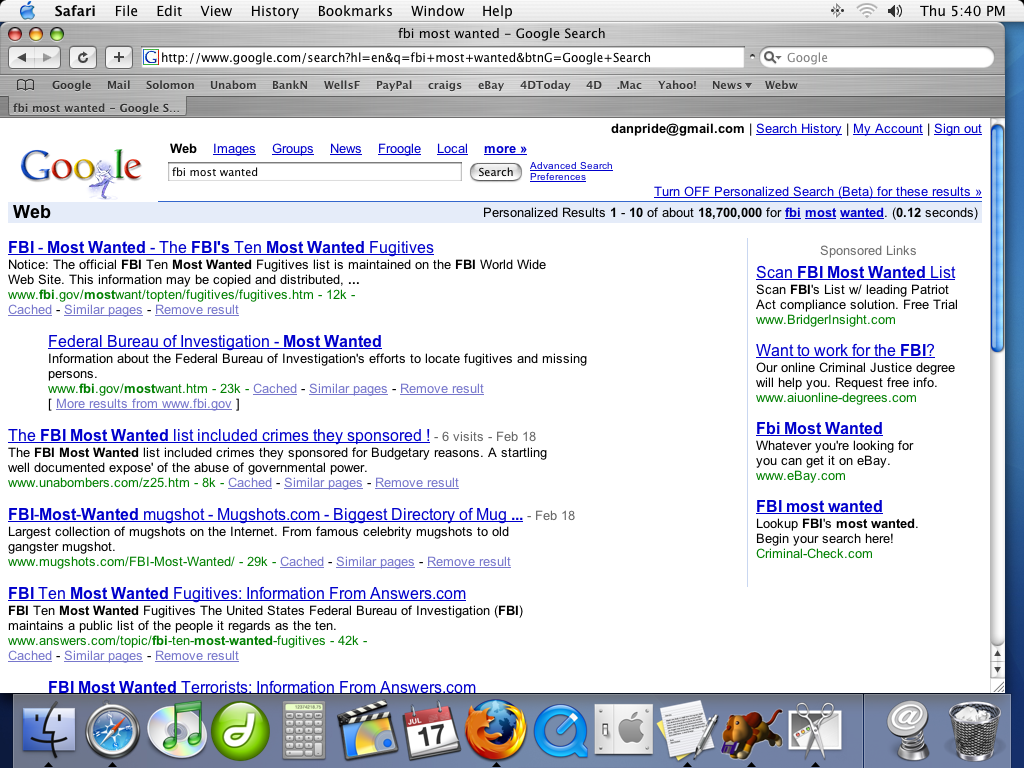 Safari File Edit View History Bookmarks Window Help Thu 5:40 PM
fbi most wanted - Google Search
http://www.google.com/search?hl=en&q=fbi+most+wanted&btnG=Google+Search Google
Google Mail Solomon Unabom BankN WellsF PayPal craigs eBay 4DToday 4D .Mac Yahoo! News Webw
fbi most wanted - Google S...
danpride@gmail.com | Search History | My Account | Sign out
Google
Web Images Groups News Froogle Local more »
fbi most wanted Search Advanced Search
Preferences
Turn OFF Personalized Search (Beta) for these results »
Web Personalized Results 1 - 10 of about 18,700,000 for fbi most wanted. (0.12 seconds)
FBI - Most Wanted - The FBI's Ten Most Wanted Fugitives
Notice: The official FBI Ten Most Wanted Fugitives list is maintained on the FBI World Wide
Web Site. This information may be copied and distributed, ...
www.fbi.gov/mostwant/topten/fugitives/fugitives.htm - 12k -
Cached - Similar pages - Remove result
Federal Bureau of Investigation - Most Wanted
Information about the Federal Bureau of Investigation's efforts to locate fugitives and missing
persons.
www.fbi.gov/mostwant.htm - 23k - Cached - Similar pages - Remove result
[ More results from www.fbi.gov ]
The FBI Most Wanted list included crimes they sponsored ! - 6 visits - Feb 18
The FBI Most Wanted list included crimes they sponsored for Budgetary reasons. A startling
well documented expose' of the abuse of governmental power.
www.unabombers.com/z25.htm - 8k - Cached - Similar pages - Remove result
FBI-Most-Wanted mugshot - Mugshots.com - Biggest Directory of Mug ... - Feb 18
Largest collection of mugshots on the Internet. From famous celebrity mugshots to old
gangster mugshot.
www.mugshots.com/FBI-Most-Wanted/ - 29k - Cached - Similar pages - Remove result
FBI Ten Most Wanted Fugitives: Information From Answers.com
FBI Ten Most Wanted Fugitives The United States Federal Bureau of Investigation (FBI)
maintains a public list of the people it regards as the ten.
www.answers.com/topic/fbi-ten-most-wanted-fugitives - 42k -
Cached - Similar pages - Remove result
FBI Most Wanted Terrorists: Information From Answers.com
Sponsored Links
Scan FBI Most Wanted List
Scan FBI's List w/ leading Patriot
Act compliance solution. Free Trial
www.BridgerInsight.com
Want to work for the FBI?
Our online Criminal Justice degree
will help you. Request free info.
www.aiuonline-degrees.com
Fbi Most Wanted
Whatever you're looking for
you can get it on eBay.
www.eBay.com
FBI most wanted
Lookup FBI's most wanted.
Begin your search here!
Criminal-Check.com
JUL
17